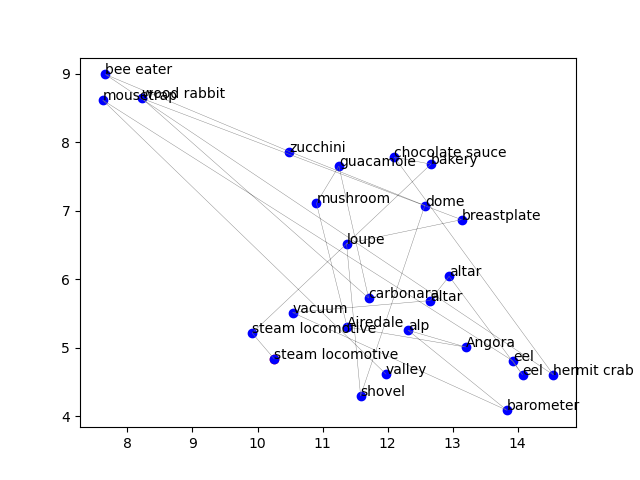 bee eater
mousetrap
wood rabbit
zucchini
guacamole
chocolate sauce
bakery
mushroom
dome
breastplate
loupe
altar
carbonara
altar
vacuum
steam locomotive
Airedale
alp
Angora
steam locomotive
eel
eel
hermit crab
valley
shovel
barometer
9
8
7
6
5
4
8 9 10 11 12 13 14